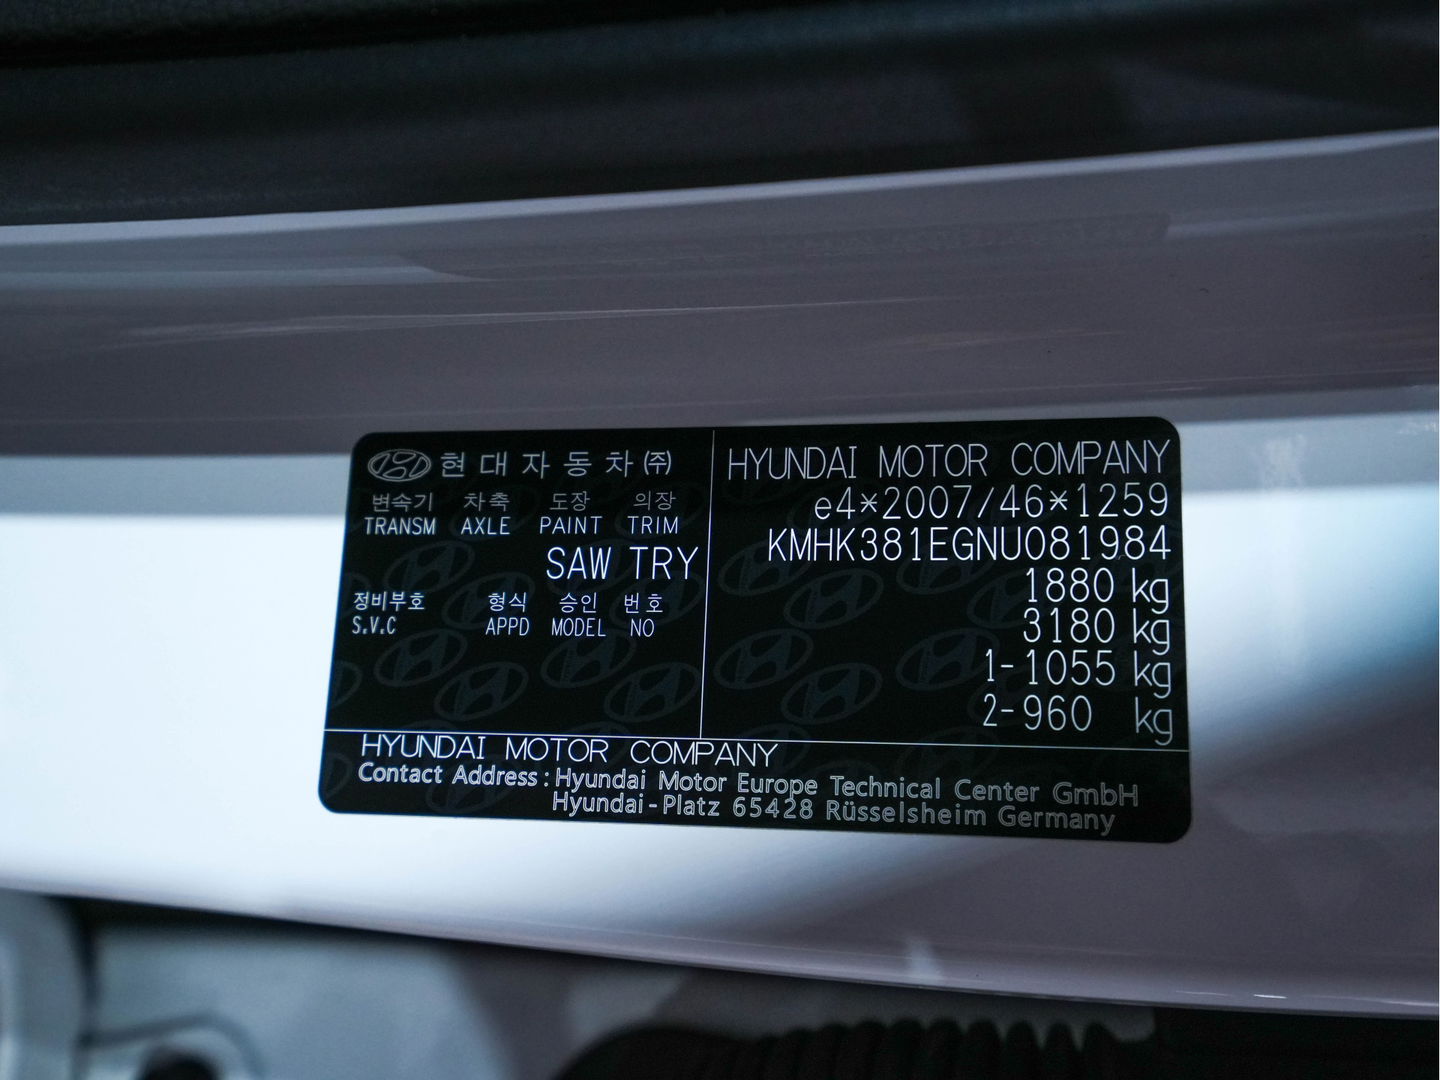 현대자동차㈜
변속기 차축 도장 의장
TRANSM AXLE PAINT TRIM
SAW TRY
정비부호 형식 승인 번호
S.V.C APPD MODEL NO
HYUNDAI MOTOR COMPANY
e4*2007/46*1259
KMHK381EGNU081984
1880 kg
3180 kg
1-1055 kg
2-960 kg
HYUNDAI MOTOR COMPANY
Contact Address : Hyundai Motor Europe Technical Center GmbH
Hyundai-Platz 65428 Rüsselsheim Germany